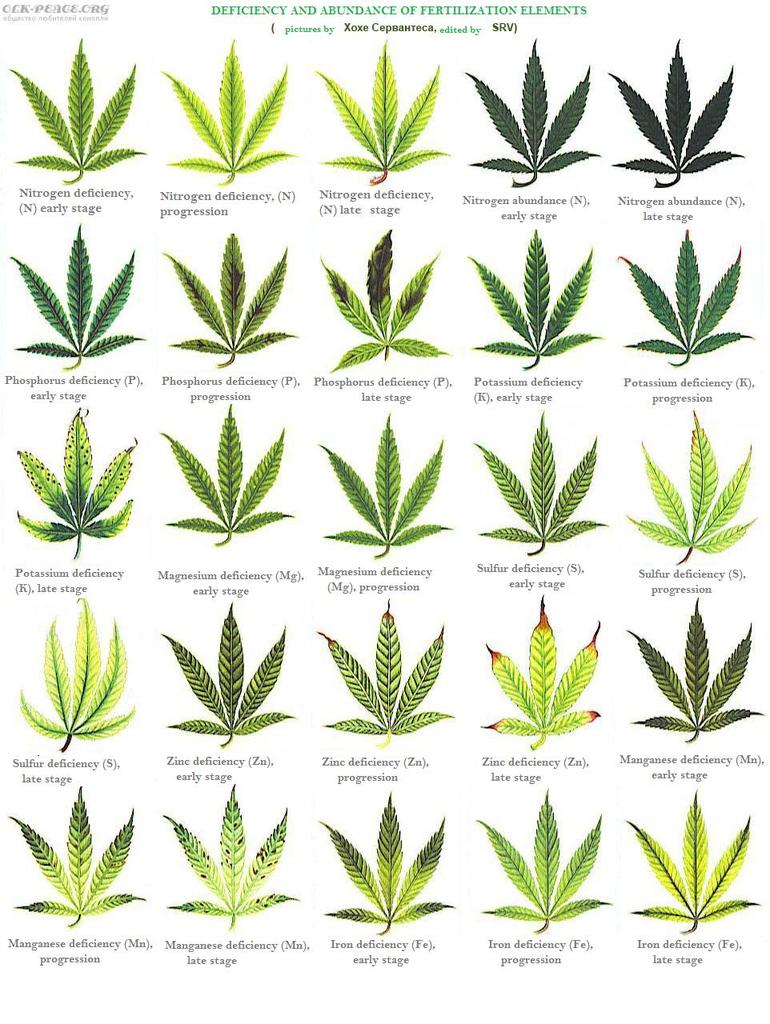 OLK-PEACE.ORG
общество любителей конопли
DEFICIENCY AND ABUNDANCE OF FERTILIZATION ELEMENTS
( pictures by Хохе Сервантеса, edited by SRV)
Nitrogen deficiency,
(N) early stage
Nitrogen deficiency, (N)
progression
Nitrogen deficiency,
(N) late stage
Nitrogen abundance (N),
early stage
Nitrogen abundance (N),
late stage
Phosphorus deficiency (P),
early stage
Phosphorus deficiency (P),
progression
Phosphorus deficiency (P),
late stage
Potassium deficiency
(K), early stage
Potassium deficiency (K),
progression
Potassium deficiency
(K), late stage
Magnesium deficiency (Mg),
early stage
Magnesium deficiency
(Mg), progression
Sulfur deficiency (S),
early stage
Sulfur deficiency (S),
progression
Sulfur deficiency (S),
late stage
Zinc deficiency (Zn),
early stage
Zinc deficiency (Zn),
progression
Zinc deficiency (Zn),
late stage
Manganese deficiency (Mn),
early stage
Manganese deficiency (Mn),
progression
Manganese deficiency (Mn),
late stage
Iron deficiency (Fe),
early stage
Iron deficiency (Fe),
progression
Iron deficiency (Fe),
late stage